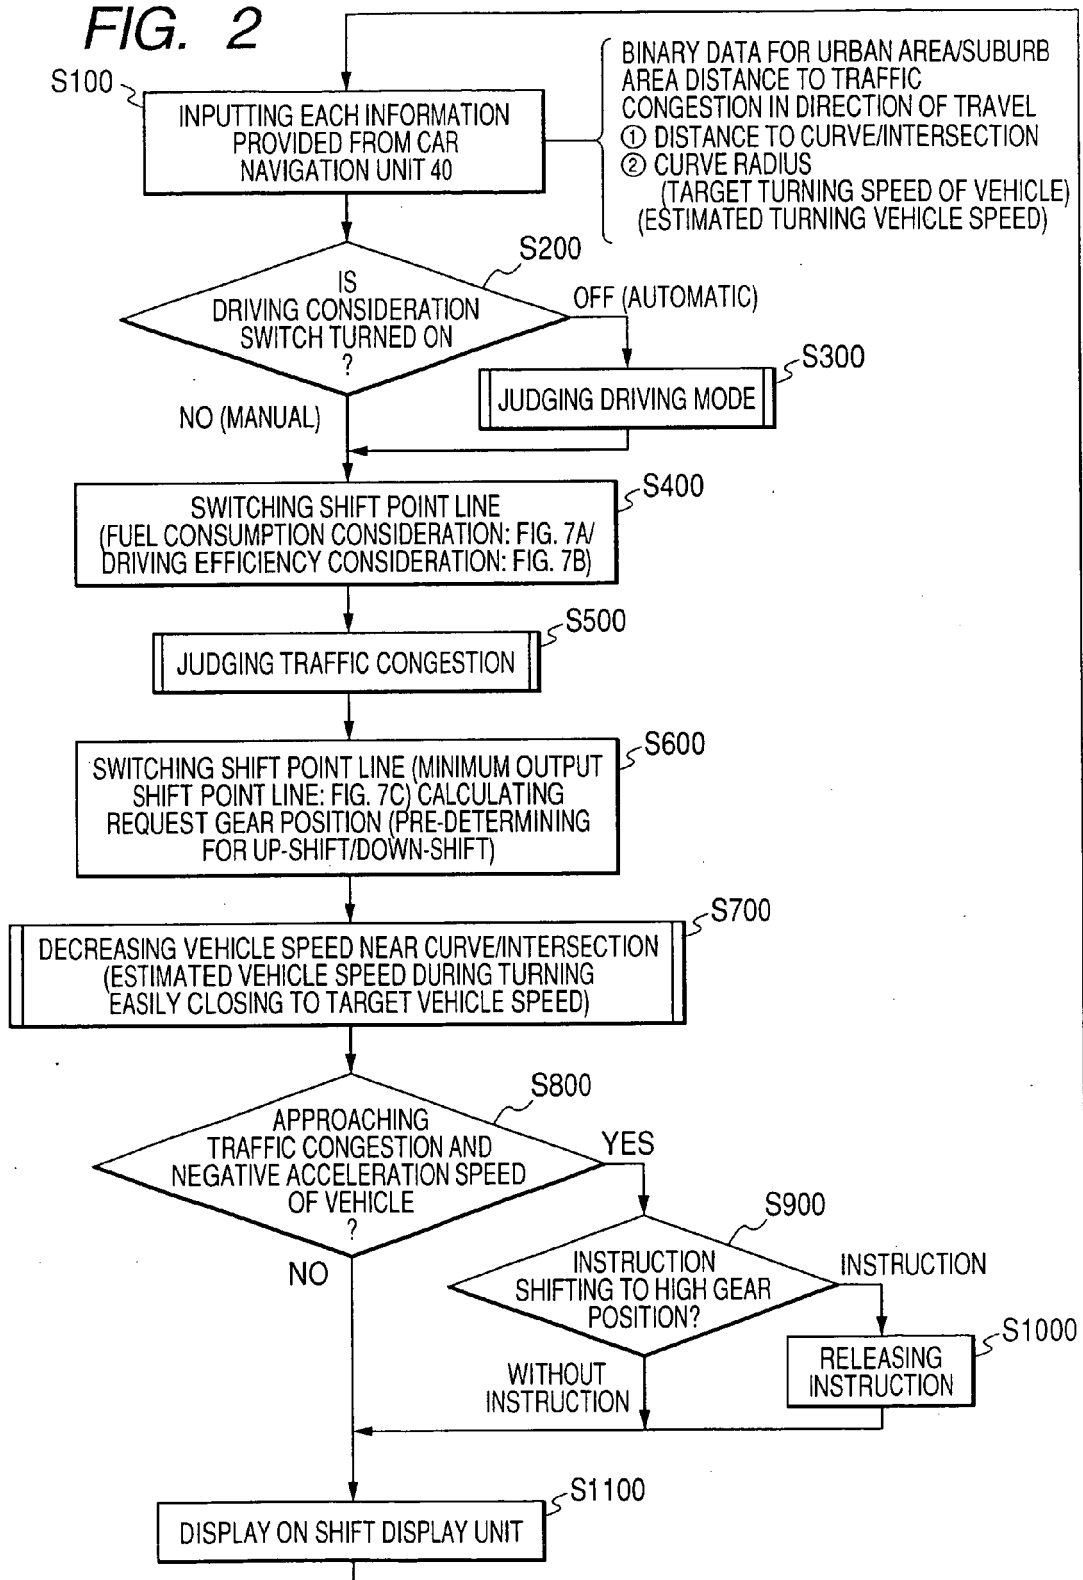 FIG. 2
S100
INPUTTING EACH INFORMATION
PROVIDED FROM CAR
NAVIGATION UNIT 40
BINARY DATA FOR URBAN AREA/SUBURB
AREA DISTANCE TO TRAFFIC
CONGESTION IN DIRECTION OF TRAVEL
① DISTANCE TO CURVE/INTERSECTION
② CURVE RADIUS
(TARGET TURNING SPEED OF VEHICLE)
(ESTIMATED TURNING VEHICLE SPEED)
S200
IS
DRIVING CONSIDERATION
SWITCH TURNED ON
?
OFF (AUTOMATIC)
S300
JUDGING DRIVING MODE
NO (MANUAL)
S400
SWITCHING SHIFT POINT LINE
(FUEL CONSUMPTION CONSIDERATION: FIG. 7A/
DRIVING EFFICIENCY CONSIDERATION: FIG. 7B)
S500
JUDGING TRAFFIC CONGESTION
S600
SWITCHING SHIFT POINT LINE (MINIMUM OUTPUT
SHIFT POINT LINE: FIG. 7C) CALCULATING
REQUEST GEAR POSITION (PRE-DETERMINING
FOR UP-SHIFT/DOWN-SHIFT)
S700
DECREASING VEHICLE SPEED NEAR CURVE/INTERSECTION
(ESTIMATED VEHICLE SPEED DURING TURNING
EASILY CLOSING TO TARGET VEHICLE SPEED)
S800
APPROACHING
TRAFFIC CONGESTION AND
NEGATIVE ACCELERATION SPEED
OF VEHICLE
?
YES
NO
S900
INSTRUCTION
SHIFTING TO HIGH GEAR
POSITION?
INSTRUCTION
S1000
RELEASING
INSTRUCTION
WITHOUT
INSTRUCTION
S1100
DISPLAY ON SHIFT DISPLAY UNIT